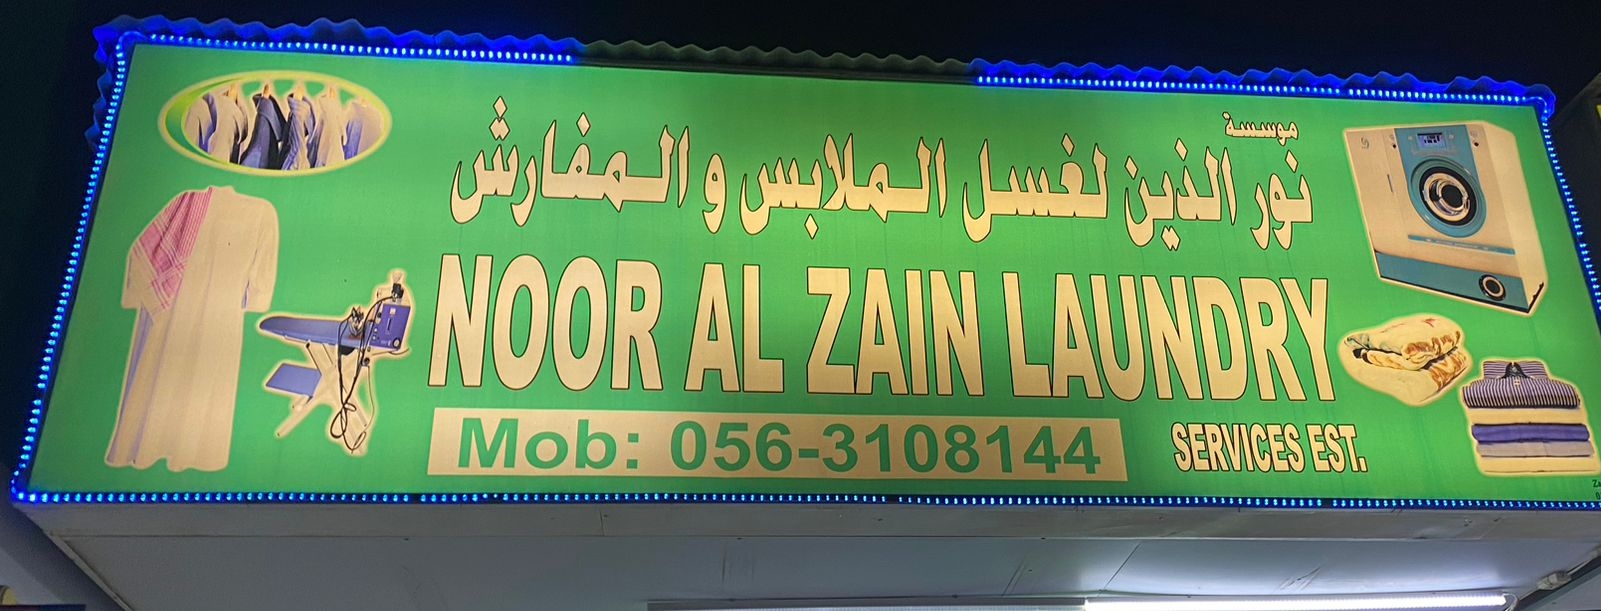 موسسة
نور الذين لغسل الملابس و المفارش
NOOR AL ZAIN LAUNDRY
Mob: 056-3108144
SERVICES EST.